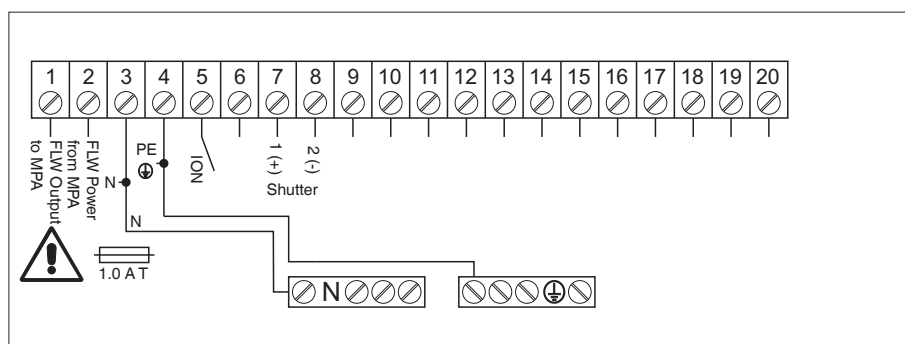 1 2 3 4 5 6 7 8 9 10 11 12 13 14 15 16 17 18 19 20
FLW Output
to MPA
FLW Power
from MPA
N
N
PE
ION
1 (+)
2 (-)
Shutter
1.0 A T
N